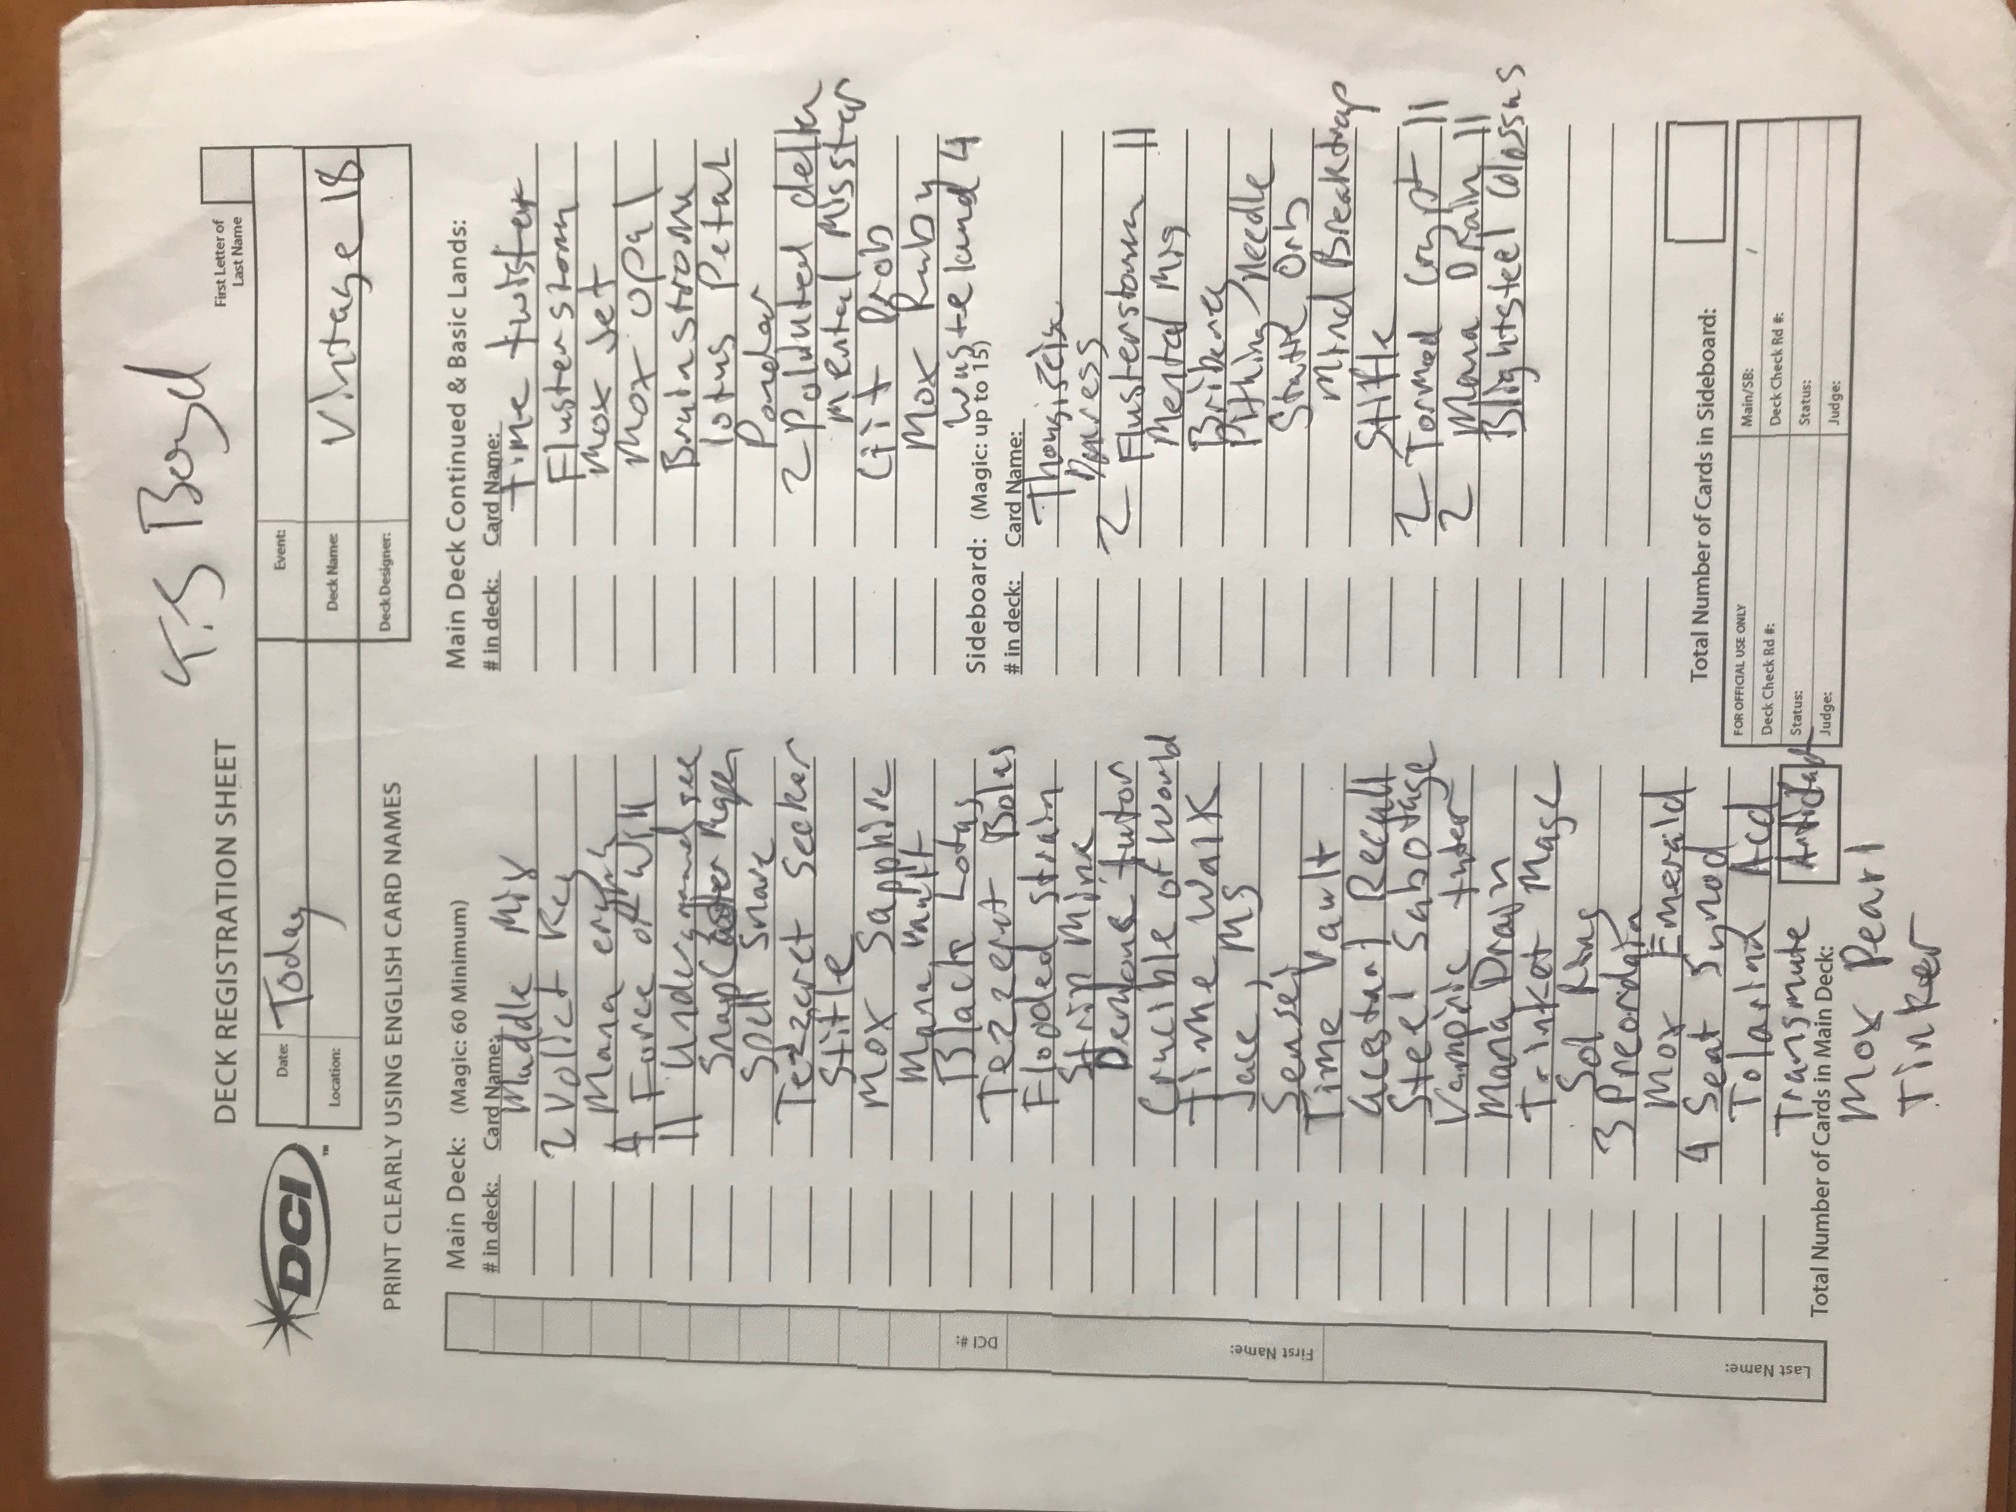 T.J Boyd
DECK REGISTRATION SHEET
First Letter of
Last Name
DCI
TM
Date: Today
Event:
Location:
Deck Name: Vintage 18
Deck Designer:
PRINT CLEARLY USING ENGLISH CARD NAMES
Main Deck: (Magic: 60 Minimum)
# in deck: Card Name:
Muddle Mix
2 Volict Key
Mana
4 Force of Will
11 Underground see
SnapCaster
Spell Snare
Tezzeret Seeker
Stifle
Mox Sapphire
Mana Vault
Black Lotus
Tezzeret Bolas
Flooded strain
Strip Mine
Demonic tutor
Crucible of World
Time Walk
Jace, MS
Sensei
Time Vault
Recall
Steel Sabotage
Vampiric tuter
Mana Drain
Trinket Mage
Sol Ring
3 Preordain
Mox Emerald
4 Seat Synod
Tolarina Acd
Transmute Artifact
Total Number of Cards in Main Deck:
Mox Pearl
Tinker
Main Deck Continued & Basic Lands:
# in deck: Card Name:
time twister
Flusterstorm
Mox Jet
Mox opal
Brainstrom
lotus Petal
Pondar
2 Polluted delta
Mental Misstep
Git Prob
Mox Ruby
Wasteland 4
Sideboard: (Magic: up to 15)
# in deck: Card Name:
Duress
2 Flusterstorm 11
Mental Mis
Bribery
Pithing Needle
Static Orb
Mind Breaktrap
Stifle
2 Tormed Crypt 11
2 Mana Drain 11
Blightsteel Colossus
Total Number of Cards in Sideboard:
FOR OFFICIAL USE ONLY
Main/SB: /
Deck Check Rd #:
Deck Check Rd #:
Status:
Status:
Judge:
Judge:
DCI #:
First Name:
Last Name: